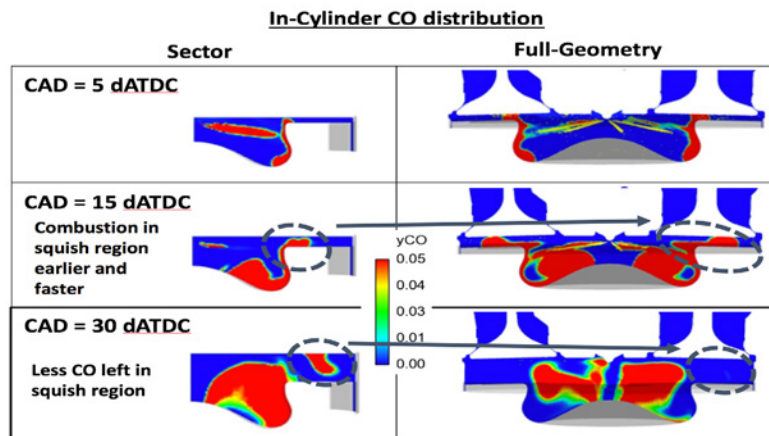 In-Cylinder CO distribution
Sector
Full-Geometry
CAD = 5 dATDC
CAD = 15 dATDC
Combustion in
squish region
earlier and
faster
yCO
0.05
0.04
0.03
0.01
0.00
CAD = 30 dATDC
Less CO left in
squish region